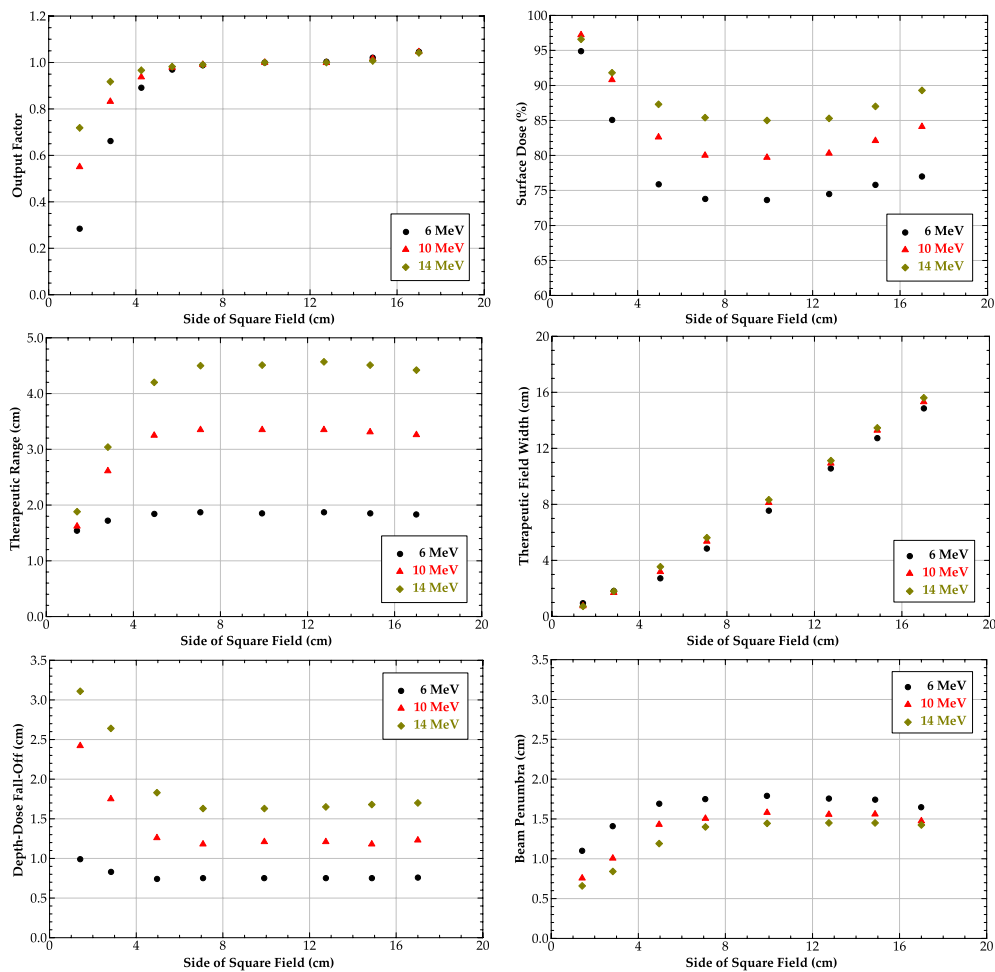 1.2
1.0
0.8
0.6
0.4
0.2
0.0
Output Factor
6 MeV
10 MeV
14 MeV
0 4 8 12 16 20
Side of Square Field (cm)
100
95
90
85
80
75
70
65
60
Surface Dose (%)
6 MeV
10 MeV
14 MeV
0 4 8 12 16 20
Side of Square Field (cm)
5.0
4.0
3.0
2.0
1.0
0.0
Therapeutic Range (cm)
6 MeV
10 MeV
14 MeV
0 4 8 12 16 20
Side of Square Field (cm)
20
16
12
8
4
0
Therapeutic Field Width (cm)
6 MeV
10 MeV
14 MeV
0 4 8 12 16 20
Side of Square Field (cm)
3.5
3.0
2.5
2.0
1.5
1.0
0.5
0.0
Depth-Dose Fall-Off (cm)
6 MeV
10 MeV
14 MeV
0 4 8 12 16 20
Side of Square Field (cm)
3.5
3.0
2.5
2.0
1.5
1.0
0.5
0.0
Beam Penumbra (cm)
6 MeV
10 MeV
14 MeV
0 4 8 12 16 20
Side of Square Field (cm)